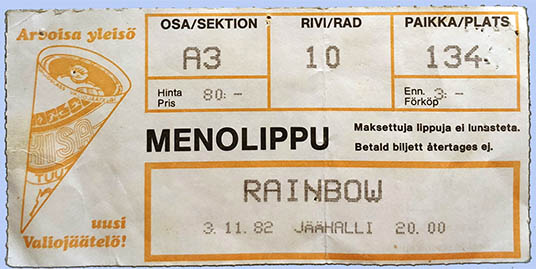 Arvoisa yleisö
TUU
uusi
Valiojäätelö!
OSA/SEKTION
A3
RIVI/RAD
10
PAIKKA/PLATS
134
Hinta
Pris
80:-
Enn.
Förköp
3:-
MENOLIPPU
Maksettuja lippuja ei lunasteta.
Betald biljett återtages ej.
RAINBOW
3.11.82 JÄÄHALLI 20.00